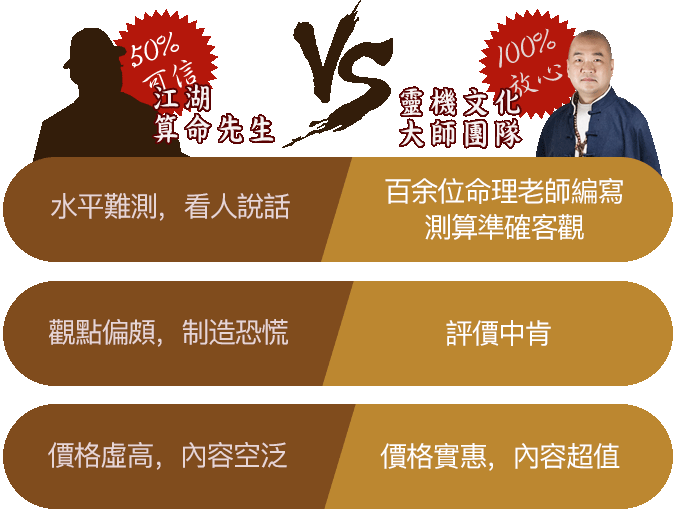 50%
可信
江湖
算命先生
VS
100%
放心
靈機文化
大師團隊
水平難測，看人說話
百余位命理老師編寫
測算準確客觀
觀點偏頗，制造恐慌
評價中肯
價格虛高，內容空泛
價格實惠，內容超值